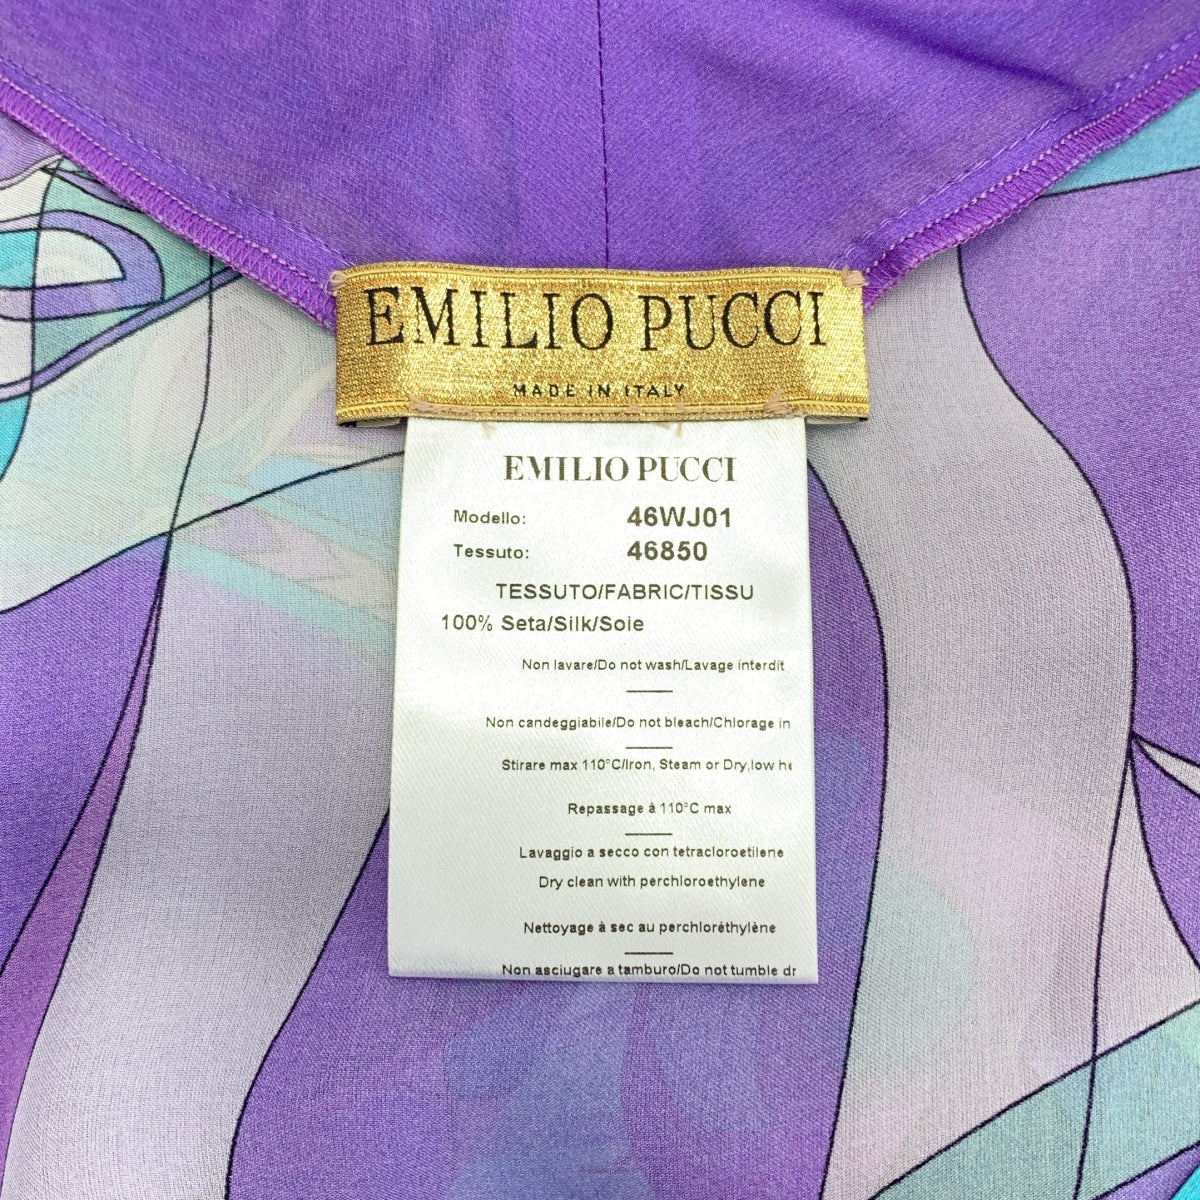 EMILIO PUCCI
MADE IN ITALY
EMILIO PUCCI
Modello: 46WJ01
Tessuto: 46850
TESSUTO/FABRIC/TISSU
100% Seta/Silk/Soie
Non lavare/Do not wash/Lavage interdit
Non candeggiabile/Do not bleach/Chlorage in
Stirare max 110°C/Iron, Steam or Dry,low he
Repassage à 110°C max
Lavaggio a secco con tetracloroetilene
Dry clean with perchloroethylene
Nettoyage à sec au perchloréthylène
Non asciugare a tamburo/Do not tumble dr